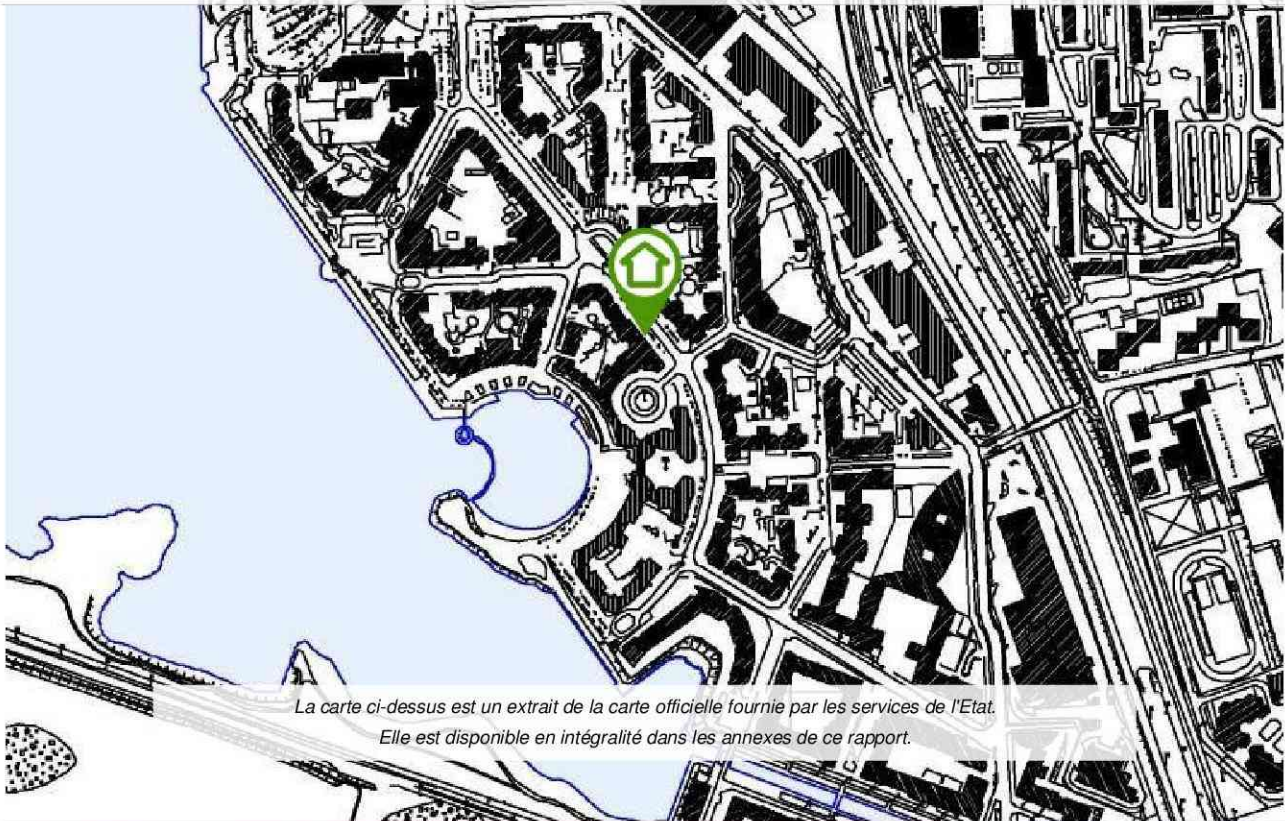 La carte ci-dessus est un extrait de la carte officielle fournie par les services de l'Etat.
Elle est disponible en intégralité dans les annexes de ce rapport.